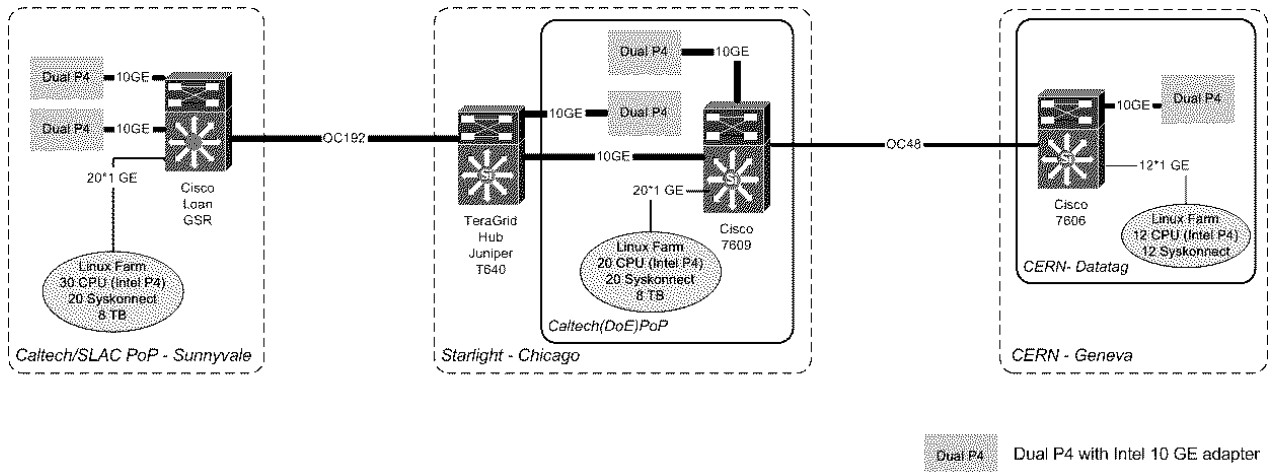 Dual P4
10GE
Dual P4
10GE
20*1 GE
Cisco
Loan
GSR
Linux Farm
30 CPU (Intel P4)
20 Syskonnect
8 TB
Caltech/SLAC PoP - Sunnyvale
OC192
TeraGrid
Hub
Juniper
T640
Dual P4
10GE
10GE
Dual P4
10GE
20*1 GE
Si
Si
Cisco
7609
Linux Farm
20 CPU (Intel P4)
20 Syskonnect
8 TB
Caltech(DoE)PoP
Starlight - Chicago
OC48
Si
10GE
Dual P4
12*1 GE
Cisco
7606
Linux Farm
12 CPU (Intel P4)
12 Syskonnect
CERN- Datatag
CERN - Geneva
Dual P4
Dual P4 with Intel 10 GE adapter